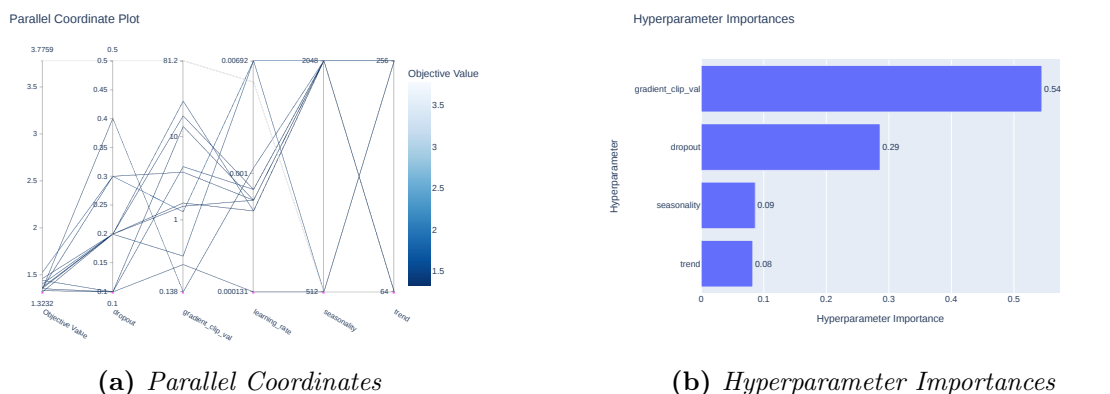 Parallel Coordinate Plot
3.7759
0.5
3.5
3
2.5
2
1.5
1.3232
Objective Value
0.5
0.45
0.4
0.35
0.3
0.25
0.2
0.15
0.1
0.1
dropout
81.2
10
1
0.138
gradient_clip_val
0.00692
0.001
0.000131
learning_rate
2048
512
seasonality
256
64
trend
Objective Value
3.5
3
2.5
2
1.5
(a) Parallel Coordinates
Hyperparameter Importances
Hyperparameter
gradient_clip_val
0.54
dropout
0.29
seasonality
0.09
trend
0.08
0 0.1 0.2 0.3 0.4 0.5
Hyperparameter Importance
(b) Hyperparameter Importances